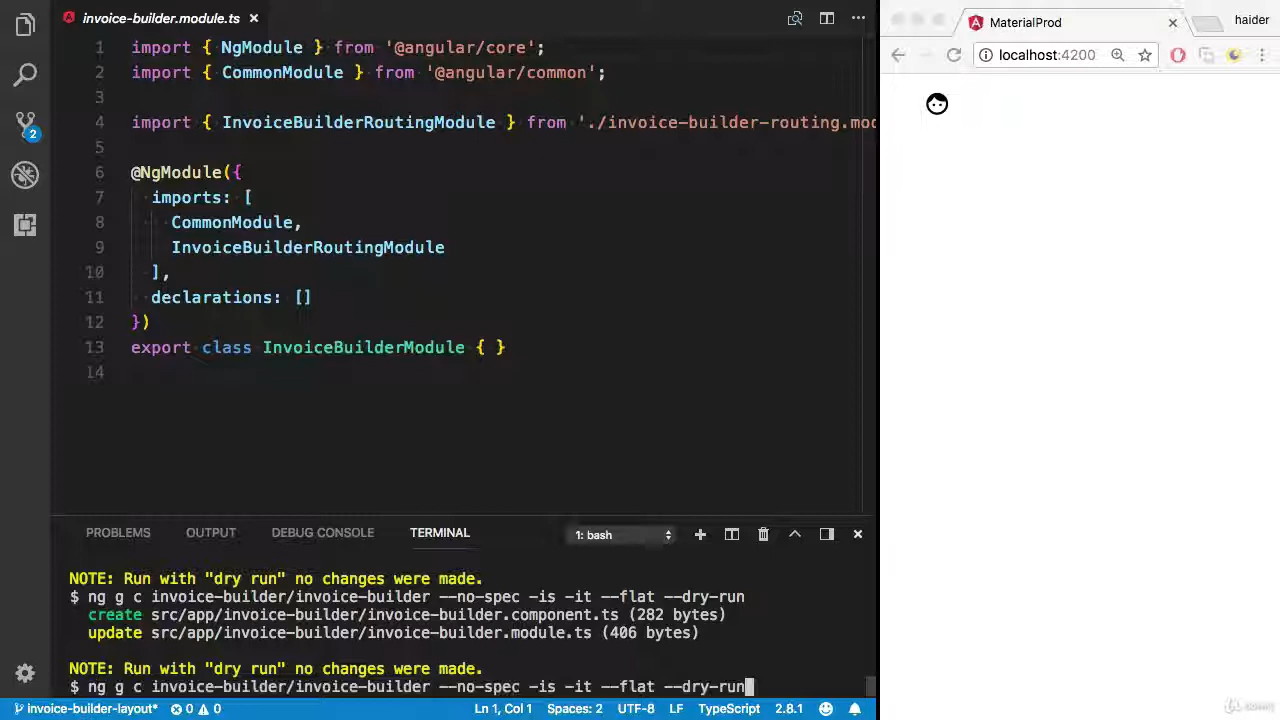 invoice-builder.module.ts
1 import { NgModule } from '@angular/core';
2 import { CommonModule } from '@angular/common';
3
4 import { InvoiceBuilderRoutingModule } from './invoice-builder-routing.mod
5
6 @NgModule({
7 imports: [
8 CommonModule,
9 InvoiceBuilderRoutingModule
10 ],
11 declarations: []
12 })
13 export class InvoiceBuilderModule { }
14
2
PROBLEMS OUTPUT DEBUG CONSOLE TERMINAL 1: bash
NOTE: Run with "dry run" no changes were made.
$ ng g c invoice-builder/invoice-builder --no-spec -is -it --flat --dry-run
create src/app/invoice-builder/invoice-builder.component.ts (282 bytes)
update src/app/invoice-builder/invoice-builder.module.ts (406 bytes)
NOTE: Run with "dry run" no changes were made.
$ ng g c invoice-builder/invoice-builder --no-spec -is -it --flat --dry-run
invoice-builder-layout* 0 0 Ln 1, Col 1 Spaces: 2 UTF-8 LF TypeScript 2.8.1
MaterialProd
haider
localhost:4200